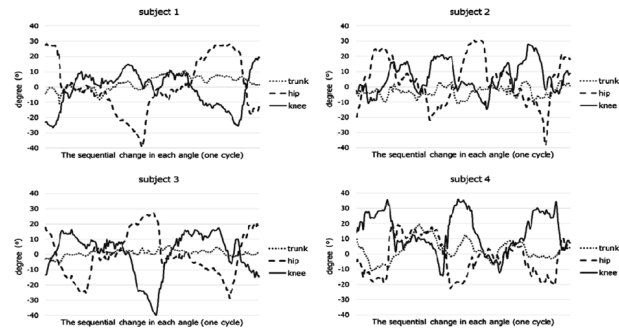 subject 1
40
30
20
10
0
-10
-20
-30
-40
degree (°)
trunk
hip
knee
The sequential change in each angle (one cycle)
subject 2
40
30
20
10
0
-10
-20
-30
-40
degree (°)
trunk
hip
knee
The sequential change in each angle (one cycle)
subject 3
40
30
20
10
0
-10
-20
-30
-40
degree (°)
trunk
hip
knee
The sequential change in each angle (one cycle)
subject 4
40
30
20
10
0
-10
-20
-30
-40
degree (°)
trunk
hip
knee
The sequential change in each angle (one cycle)